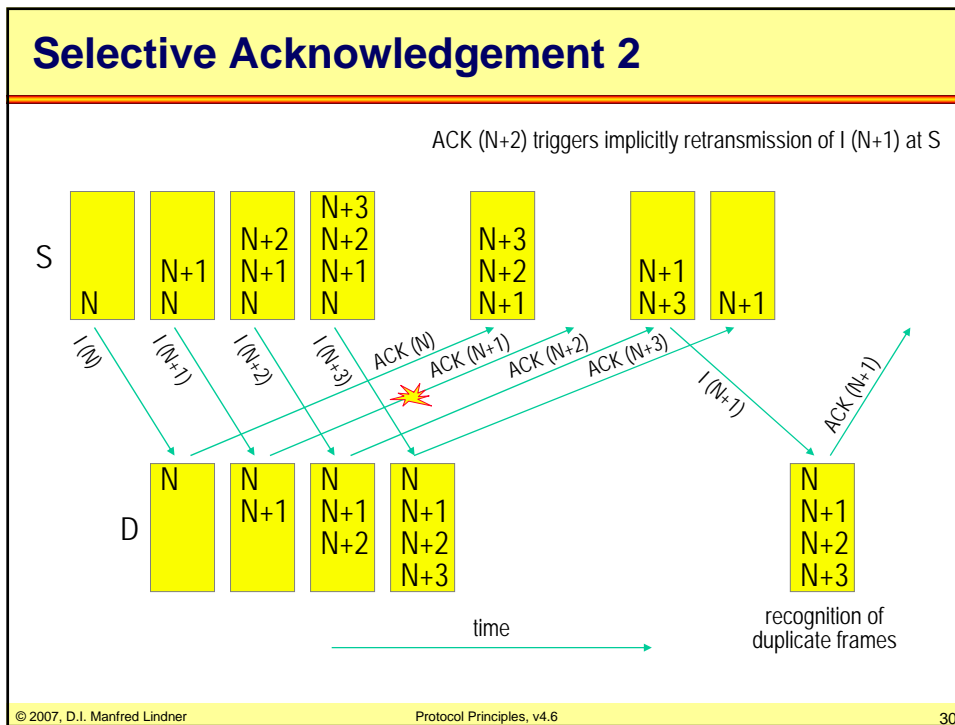 Selective Acknowledgement 2
ACK (N+2) triggers implicitly retransmission of I (N+1) at S
S
N
N+1
N
N+2
N+1
N
N+3
N+2
N+1
N
N+3
N+2
N+1
N+1
N+3
N+1
I (N)
I (N+1)
I (N+2)
I (N+3)
ACK (N)
ACK (N+1)
ACK (N+2)
ACK (N+3)
I (N+1)
ACK (N+1)
D
N
N
N+1
N
N+1
N+2
N
N+1
N+2
N+3
N
N+1
N+2
N+3
time
recognition of
duplicate frames
© 2007, D.I. Manfred Lindner
Protocol Principles, v4.6
30